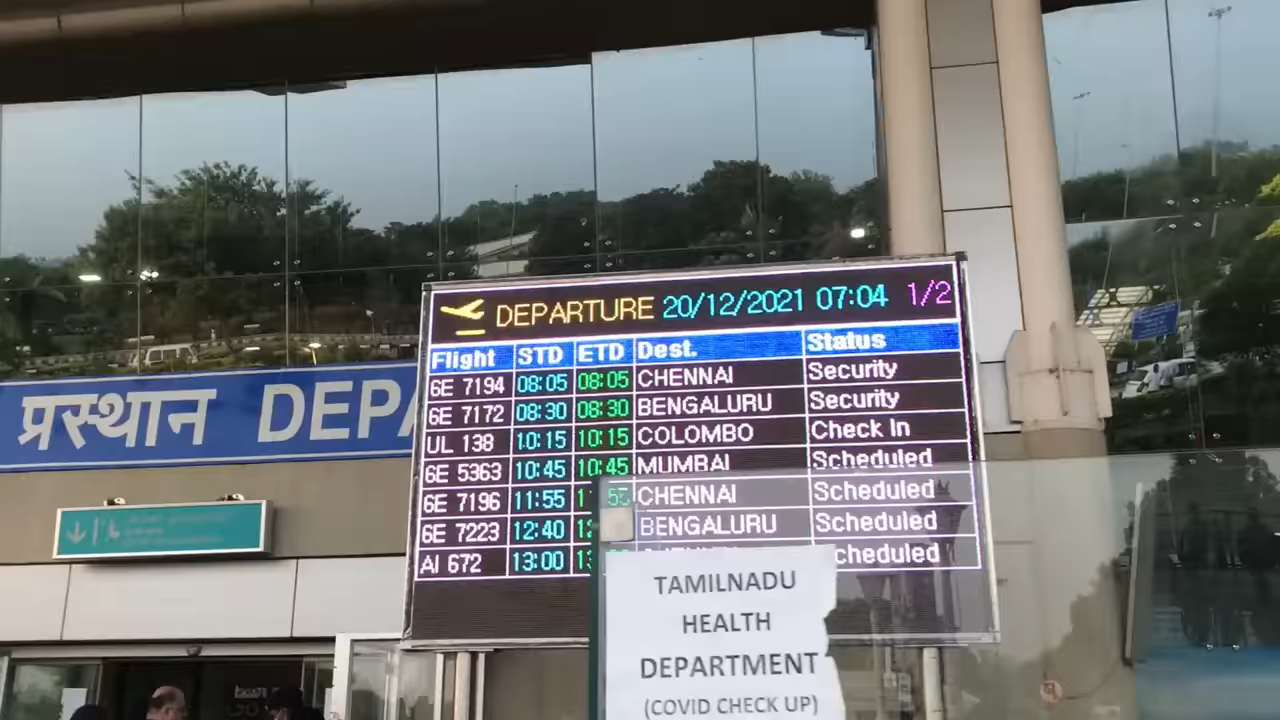 DEPARTURE 20/12/2021 07:04 1/2
Flight STD ETD Dest. Status
6E 7194 08:05 08:05 CHENNAI Security
6E 7172 08:30 08:30 BENGALURU Security
UL 138 10:15 10:15 COLOMBO Check In
6E 5363 10:45 10:45 MUMBAI Scheduled
6E 7196 11:55 11:55 CHENNAI Scheduled
6E 7223 12:40 BENGALURU Scheduled
AI 672 13:00 Scheduled
प्रस्थान DEPA
TAMILNADU
HEALTH
DEPARTMENT
(COVID CHECK UP)